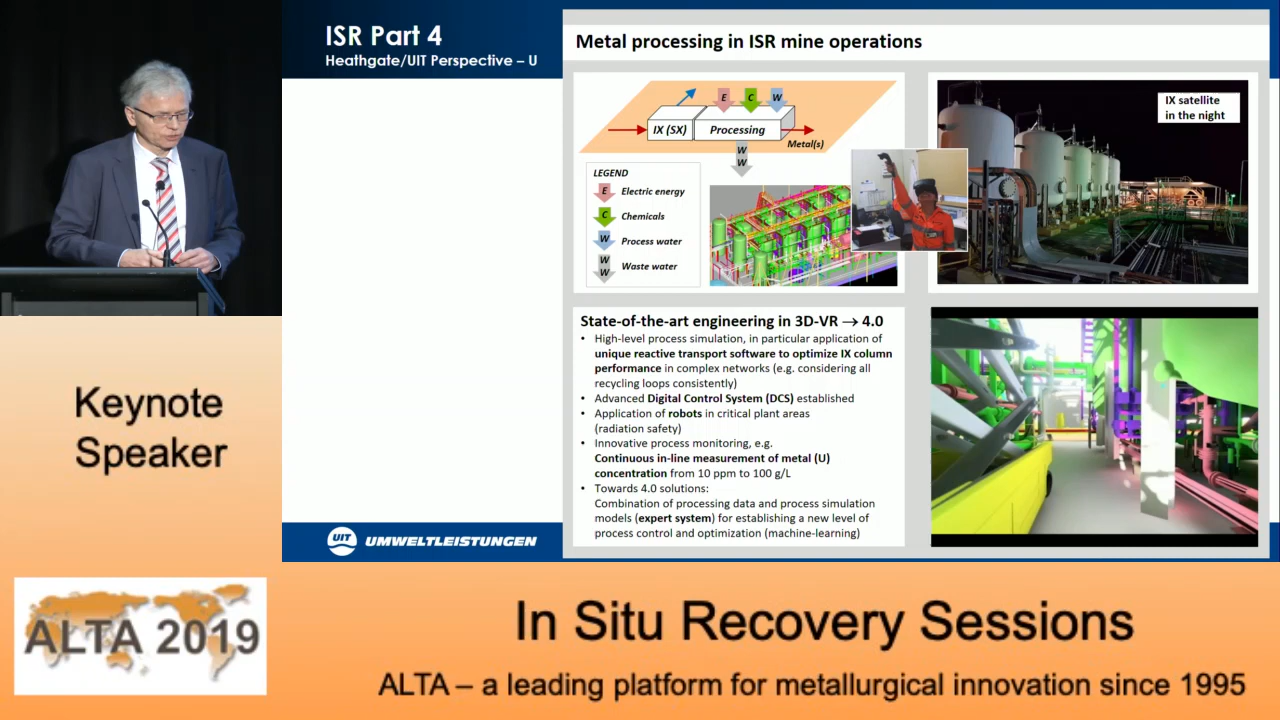 ISR Part 4
Heathgate/UIT Perspective – U
Metal processing in ISR mine operations
E
C
W
IX (SX)
Processing
Metal(s)
W
W
LEGEND
E Electric energy
C Chemicals
W Process water
W
W Waste water
IX satellite
in the night
State-of-the-art engineering in 3D-VR → 4.0
• High-level process simulation, in particular application of
unique reactive transport software to optimize IX column
performance in complex networks (e.g. considering all
recycling loops consistently)
• Advanced Digital Control System (DCS) established
• Application of robots in critical plant areas
(radiation safety)
• Innovative process monitoring, e.g.
Continuous in-line measurement of metal (U)
concentration from 10 ppm to 100 g/L
• Towards 4.0 solutions:
Combination of processing data and process simulation
models (expert system) for establishing a new level of
process control and optimization (machine-learning)
UIT UMWELTLEISTUNGEN
Keynote
Speaker
ALTA 2019
In Situ Recovery Sessions
ALTA – a leading platform for metallurgical innovation since 1995